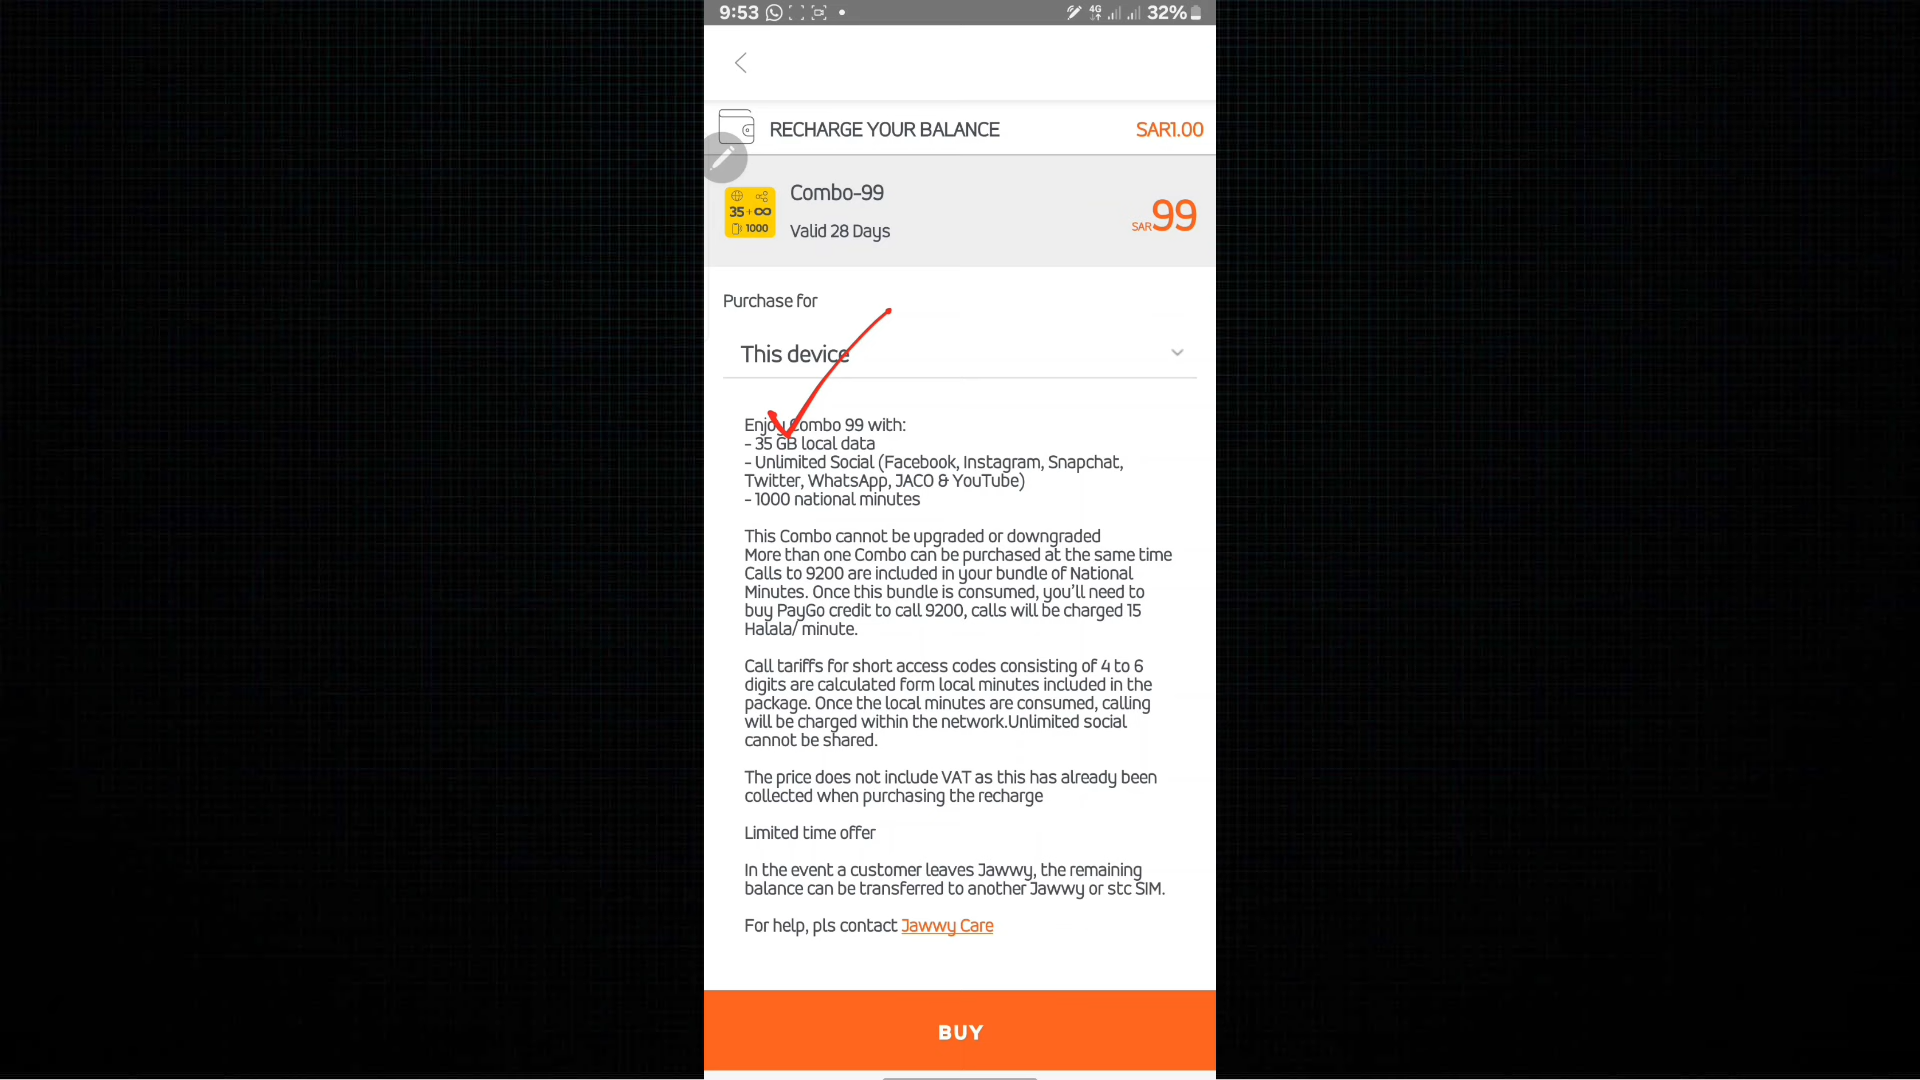 9:53
4G
32%
RECHARGE YOUR BALANCE
SAR1.00
35+∞
1000
Combo-99
Valid 28 Days
SAR99
Purchase for
This device
Enjoy Combo 99 with:
- 35 GB local data
- Unlimited Social (Facebook, Instagram, Snapchat,
Twitter, WhatsApp, JACO & YouTube)
- 1000 national minutes
This Combo cannot be upgraded or downgraded
More than one Combo can be purchased at the same time
Calls to 9200 are included in your bundle of National
Minutes. Once this bundle is consumed, you'll need to
buy PayGo credit to call 9200, calls will be charged 15
Halala/ minute.
Call tariffs for short access codes consisting of 4 to 6
digits are calculated form local minutes included in the
package. Once the local minutes are consumed, calling
will be charged within the network.Unlimited social
cannot be shared.
The price does not include VAT as this has already been
collected when purchasing the recharge
Limited time offer
In the event a customer leaves Jawwy, the remaining
balance can be transferred to another Jawwy or stc SIM.
For help, pls contact Jawwy Care
BUY